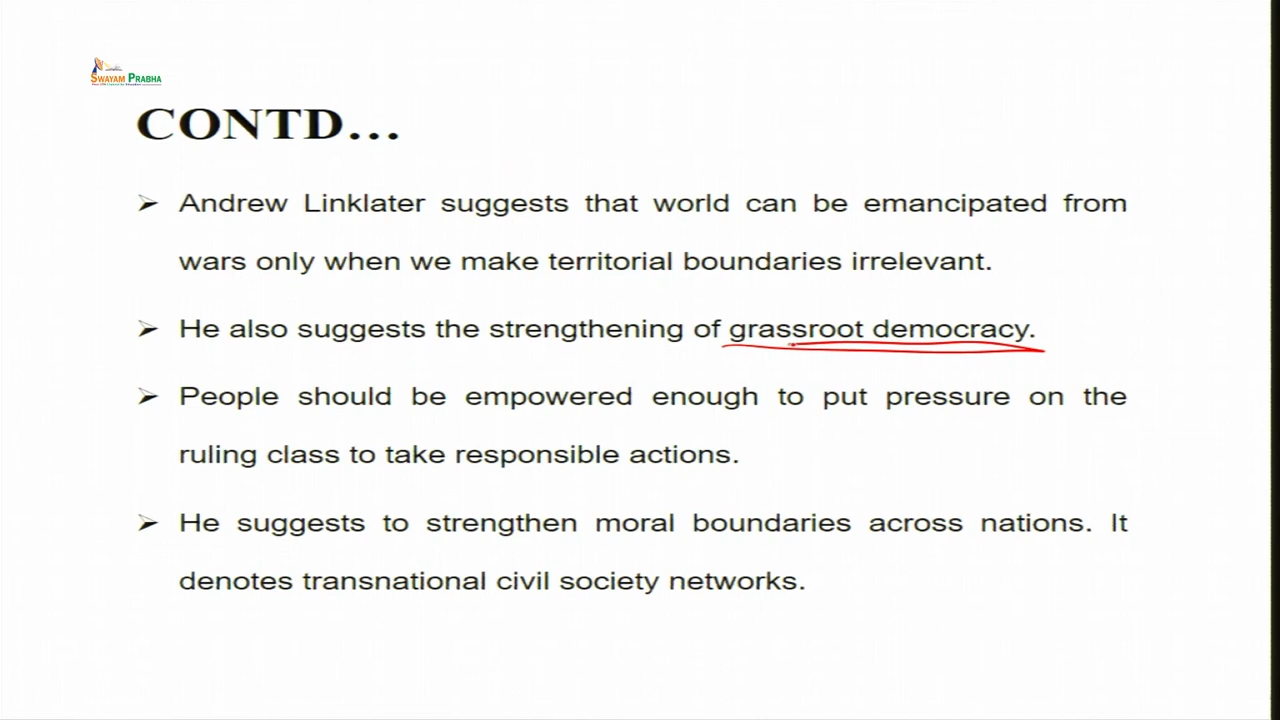 SWAYAM PRABHA
CONTD...
➢ Andrew Linklater suggests that world can be emancipated from
wars only when we make territorial boundaries irrelevant.
➢ He also suggests the strengthening of grassroot democracy.
➢ People should be empowered enough to put pressure on the
ruling class to take responsible actions.
➢ He suggests to strengthen moral boundaries across nations. It
denotes transnational civil society networks.